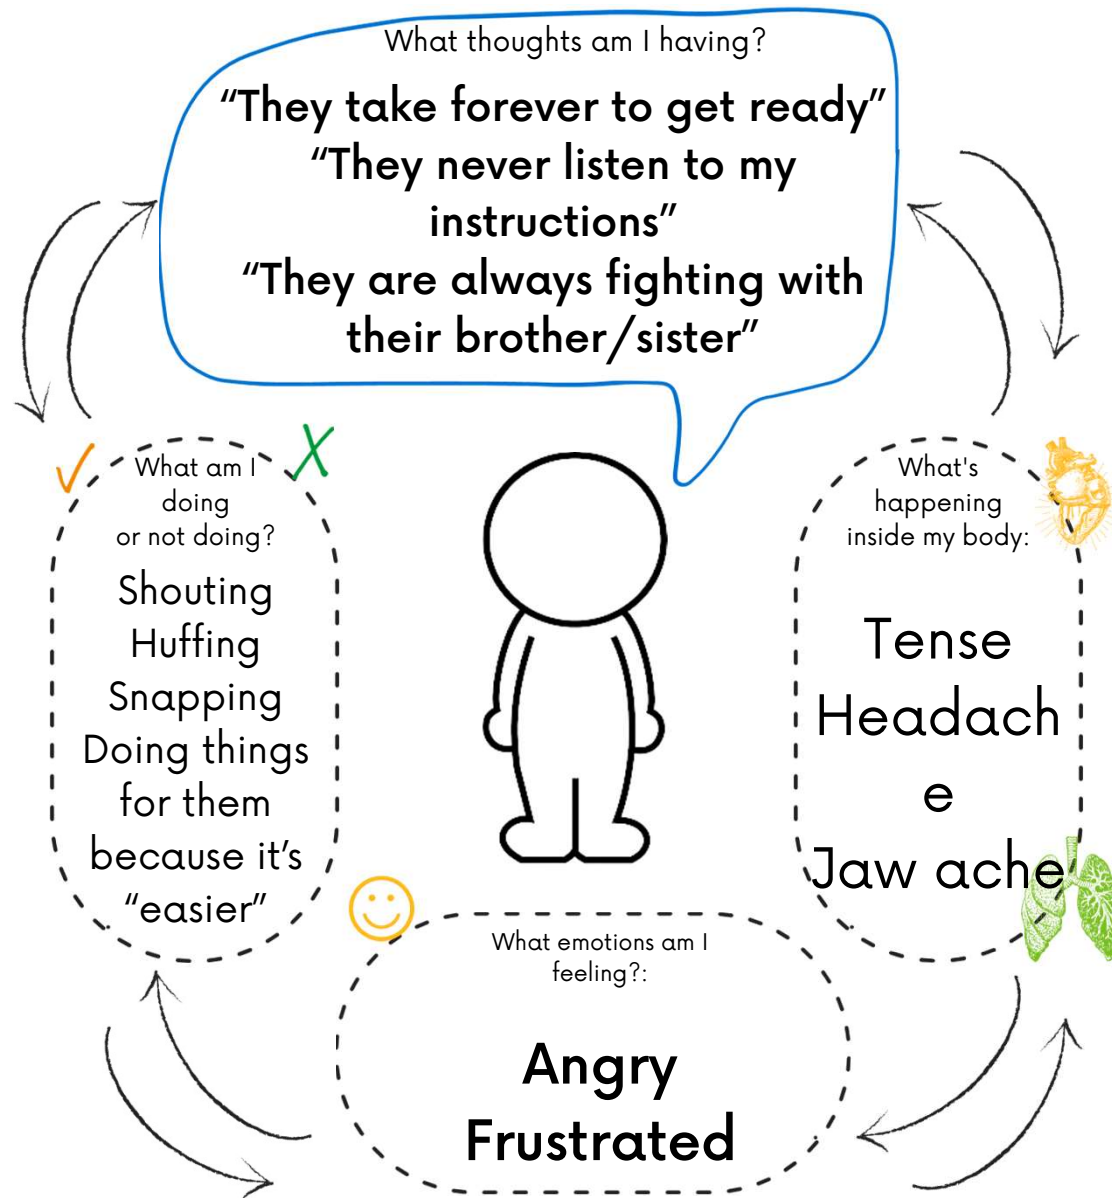 What thoughts am I having?
“They take forever to get ready”
“They never listen to my
instructions”
“They are always fighting with
their brother/sister”
What am I
doing
or not doing?
Shouting
Huffing
Snapping
Doing things
for them
because it’s
“easier”
What's
happening
inside my body:
Tense
Headach
e
Jaw ache
What emotions am I
feeling?:
Angry
Frustrated